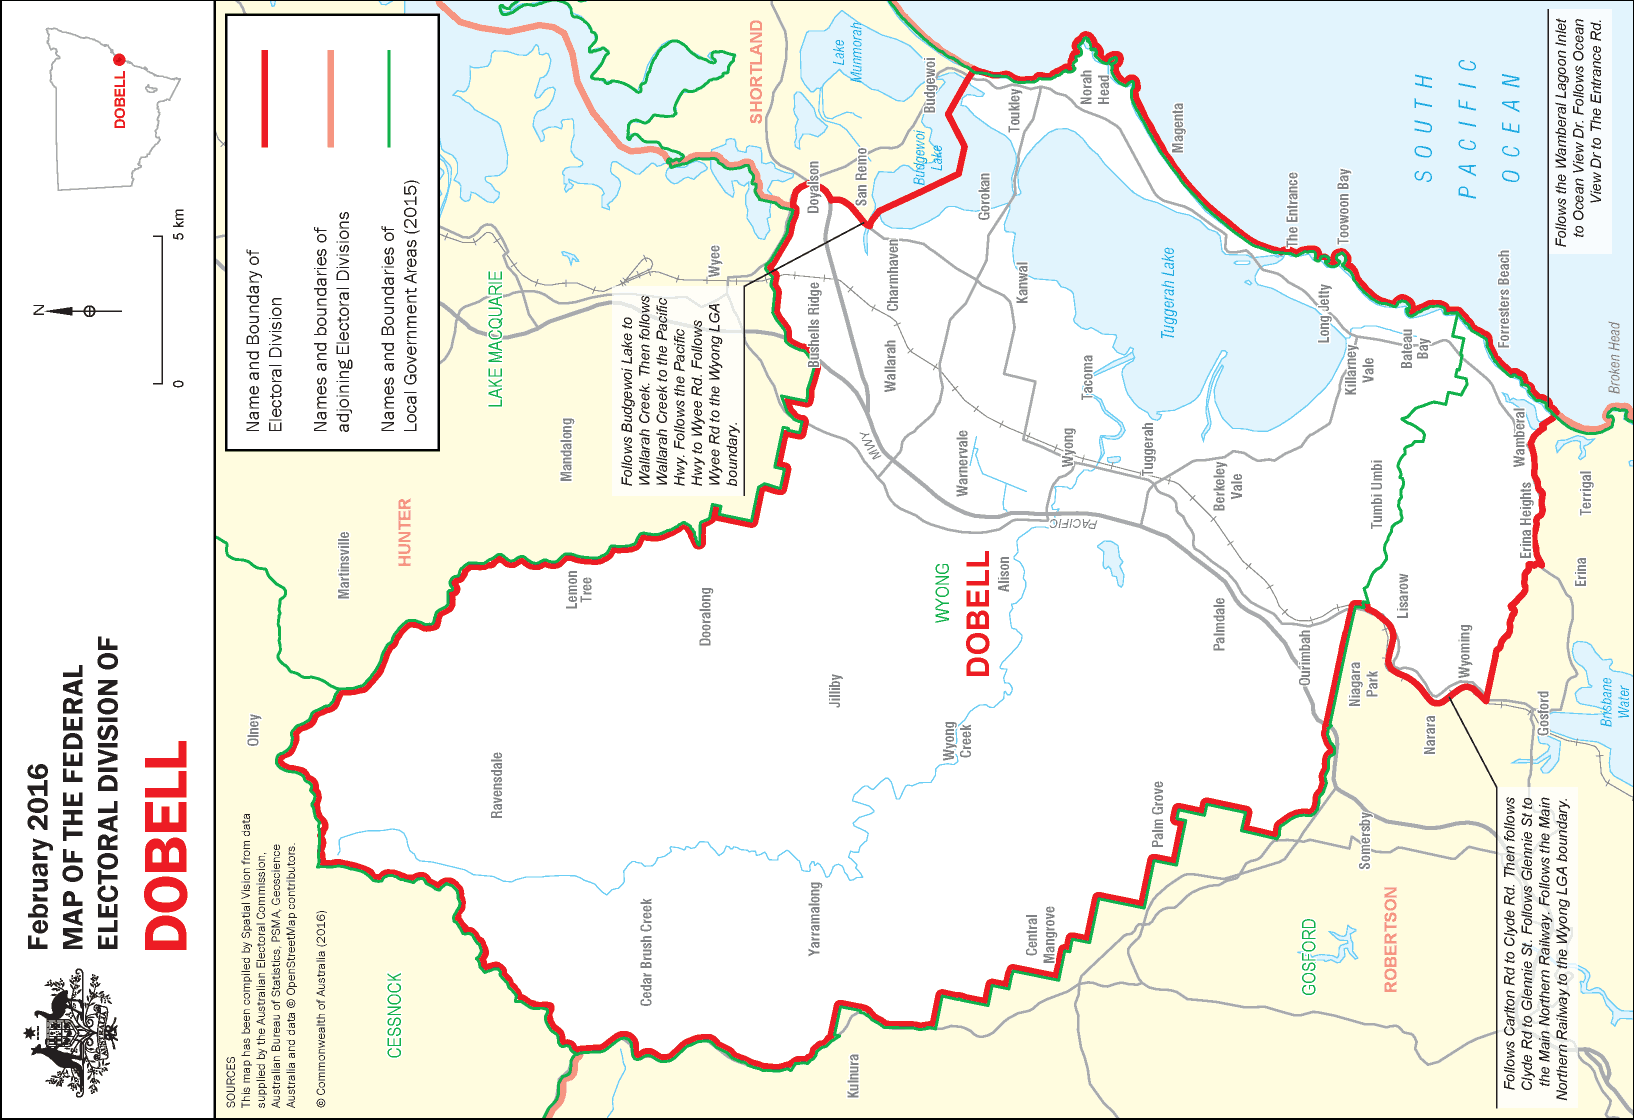 February 2016
MAP OF THE FEDERAL
ELECTORAL DIVISION OF
DOBELL
AUSTRALIA
N
0
5 km
DOBELL
Name and Boundary of
Electoral Division
Names and boundaries of
adjoining Electoral Divisions
Names and Boundaries of
Local Government Areas (2015)
SOURCES
This map has been compiled by Spatial Vision from data
supplied by the Australian Electoral Commission,
Australian Bureau of Statistics, PSMA, Geoscience
Australia and data © OpenStreetMap contributors.
© Commonwealth of Australia (2016)
Olney
Martinsville
HUNTER
CESSNOCK
LAKE MACQUARIE
Mandalong
Ravensdale
Lemon
Tree
Follows Budgewoi Lake to
Wallarah Creek. Then follows
Wallarah Creek to the Pacific
Hwy. Follows the Pacific
Hwy to Wyee Rd. Follows
Wyee Rd to the Wyong LGA
boundary.
Wyee
SHORTLAND
Cedar Brush Creek
Dooralong
Yarramalong
Jilliby
Bushells Ridge
Doyalson
Lake
Munmorah
San Remo
Kulnura
MWY
Wallarah
Charmhaven
Budgewoi
Lake
Budgewoi
WYONG
DOBELL
Wyong
Creek
Alison
Warnervale
Gorokan
Toukley
Kanwal
Central
Mangrove
Wyong
PACIFIC
Tacoma
Norah
Head
Palm Grove
Tuggerah
Tuggerah Lake
Magenta
Palmdale
Berkeley
Vale
The Entrance
Ourimbah
Long Jetty
Toowoon Bay
GOSFORD
Somersby
Niagara
Park
Tumbi Umbi
Killarney
Vale
ROBERTSON
Lisarow
Bateau
Bay
Narara
Wyoming
SOUTH
PACIFIC
OCEAN
Erina Heights
Wamberal
Forresters Beach
Follows Carlton Rd to Clyde Rd. Then follows
Clyde Rd to Glennie St. Follows Glennie St to
the Main Northern Railway. Follows the Main
Northern Railway to the Wyong LGA boundary.
Gosford
Erina
Terrigal
Brisbane
Water
Broken Head
Follows the Wamberal Lagoon Inlet
to Ocean View Dr. Follows Ocean
View Dr to The Entrance Rd.